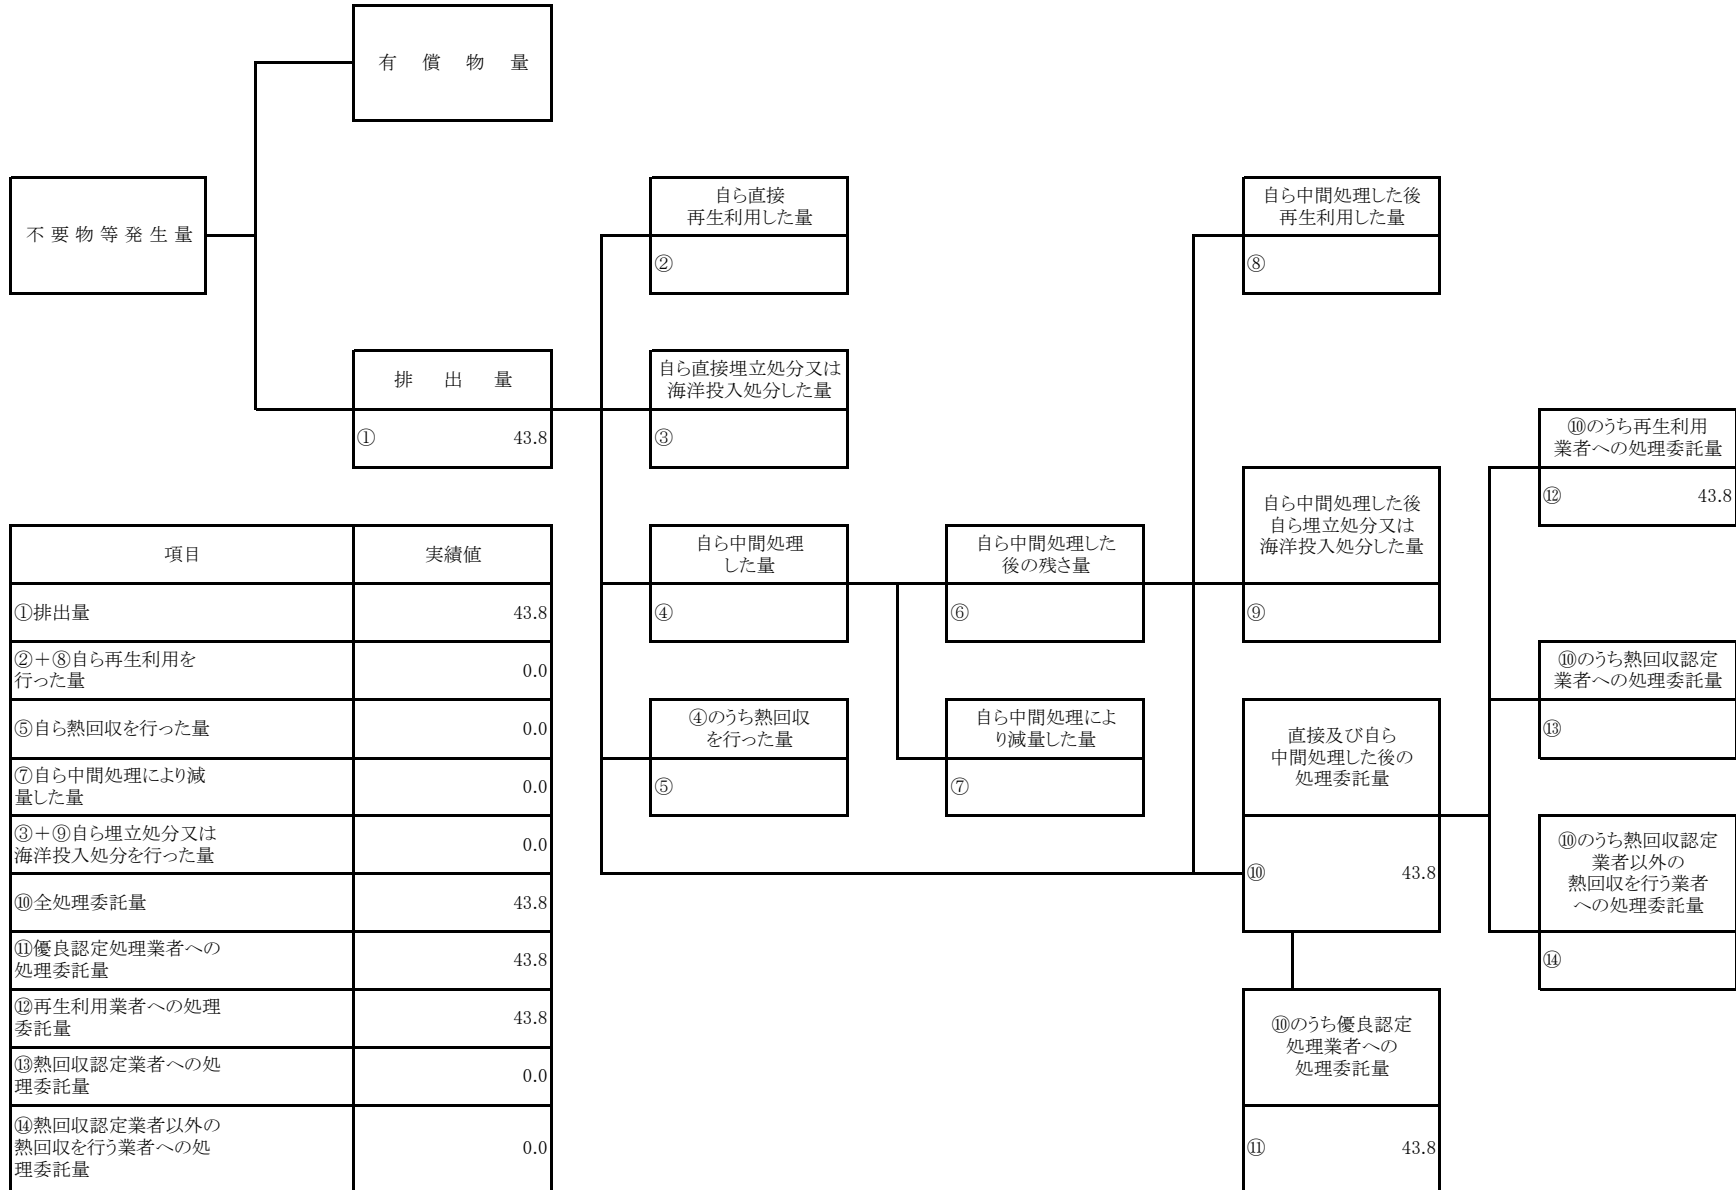 有償物量
不要物等発生量
自ら直接
再生利用した量
②
自ら中間処理した後
再生利用した量
⑧
排出量
① 43.8
自ら直接埋立処分又は
海洋投入処分した量
③
⑩のうち再生利用
業者への処理委託量
⑫ 43.8
自ら中間処理した後
自ら埋立処分又は
海洋投入処分した量
⑨
自ら中間処理
した量
④
自ら中間処理した
後の残さ量
⑥
⑩のうち熱回収認定
業者への処理委託量
⑬
④のうち熱回収
を行った量
⑤
自ら中間処理によ
り減量した量
⑦
直接及び自ら
中間処理した後の
処理委託量
⑩ 43.8
⑩のうち熱回収認定
業者以外の
熱回収を行う業者
への処理委託量
⑭
⑩のうち優良認定
処理業者への
処理委託量
⑪ 43.8
項目 実績値
①排出量 43.8
②＋⑧自ら再生利用を
行った量 0.0
⑤自ら熱回収を行った量 0.0
⑦自ら中間処理により減
量した量 0.0
③＋⑨自ら埋立処分又は
海洋投入処分を行った量 0.0
⑩全処理委託量 43.8
⑪優良認定処理業者への
処理委託量 43.8
⑫再生利用業者への処理
委託量 43.8
⑬熱回収認定業者への処
理委託量 0.0
⑭熱回収認定業者以外の
熱回収を行う業者への処
理委託量 0.0